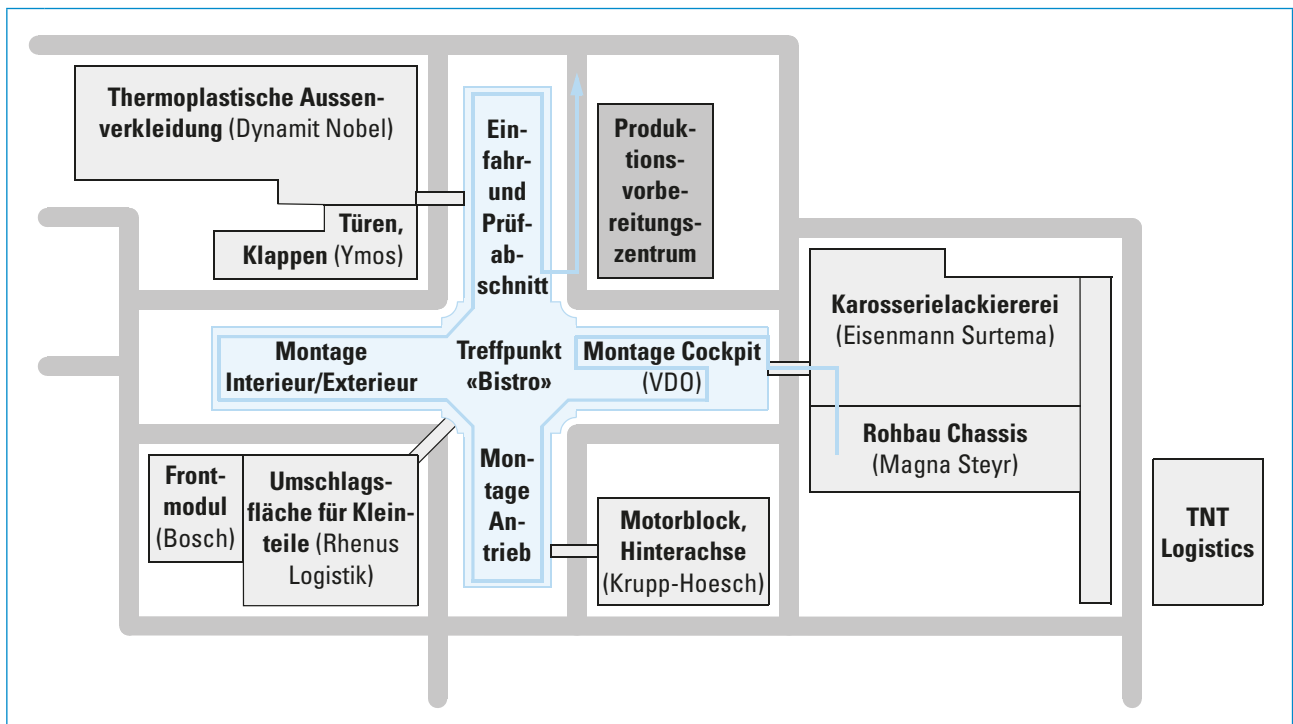 Thermoplastische Aussen-
verkleidung (Dynamit Nobel)
Türen,
Klappen (Ymos)
Ein-
fahr-
und
Prüf-
ab-
schnitt
Produk-
tions-
vorbe-
reitungs-
zentrum
Montage
Interieur/Exterieur
Treffpunkt
«Bistro»
Montage Cockpit
(VDO)
Karosserielackiererei
(Eisenmann Surtema)
Rohbau Chassis
(Magna Steyr)
Front-
modul
(Bosch)
Umschlags-
fläche für Klein-
teile (Rhenus
Logistik)
Mon-
tage
An-
trieb
Motorblock,
Hinterachse
(Krupp-Hoesch)
TNT
Logistics